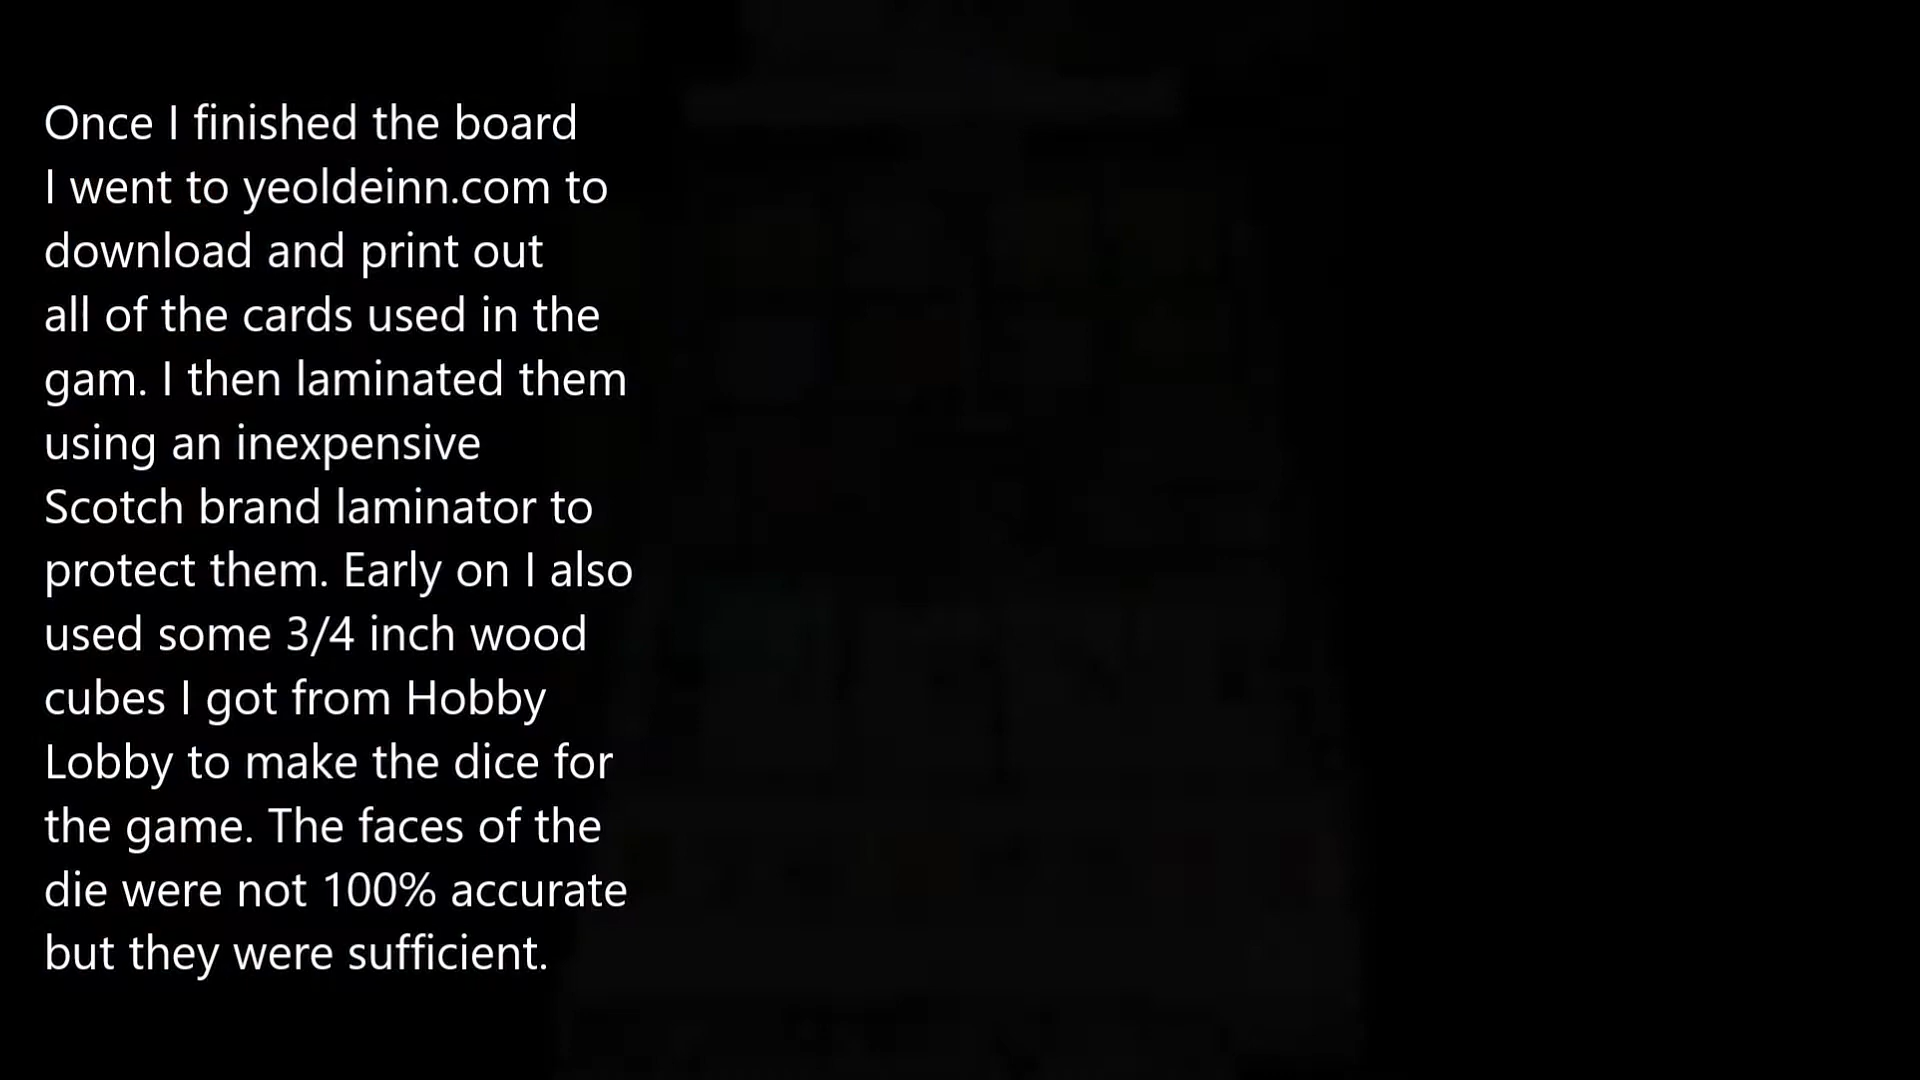 Once I finished the board
I went to yeoldeinn.com to
download and print out
all of the cards used in the
gam. I then laminated them
using an inexpensive
Scotch brand laminator to
protect them. Early on I also
used some 3/4 inch wood
cubes I got from Hobby
Lobby to make the dice for
the game. The faces of the
die were not 100% accurate
but they were sufficient.